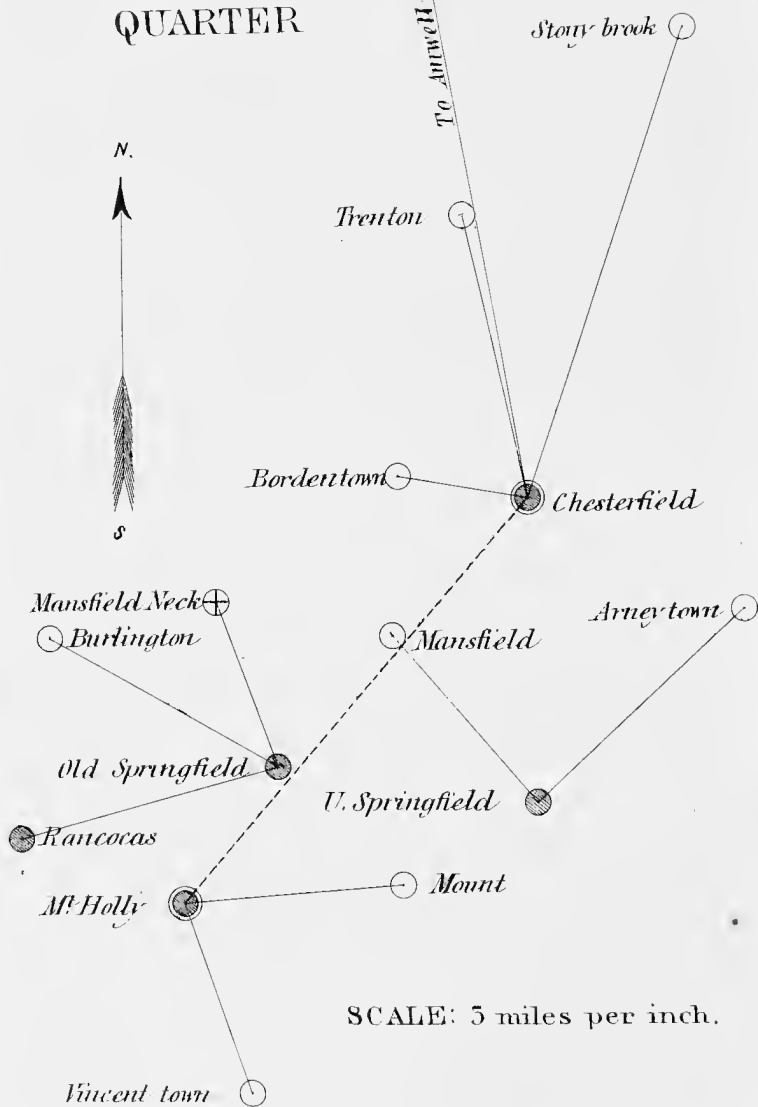 QUARTER
Stony brook
To Amwell
N.
Trenton
Bordentown
Chesterfield
S
Mansfield Neck
Arneytown
Burlington
Mansfield
Old Springfield
U. Springfield
Rancocas
Mount
Mt. Holly
SCALE: 5 miles per inch.
Vincent town